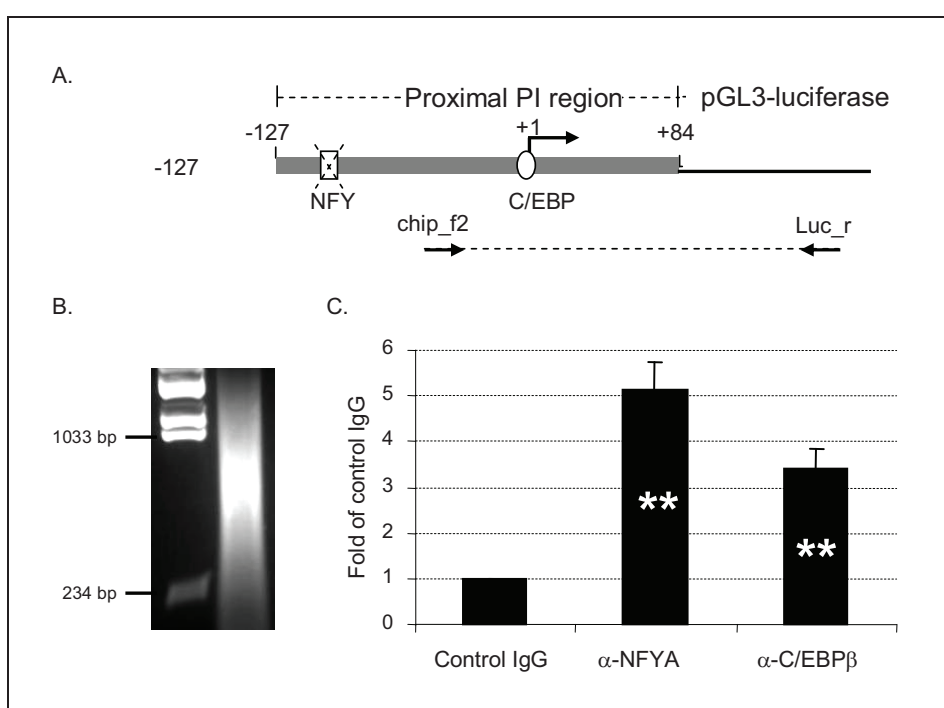 A.
Proximal PI region pGL3-luciferase
-127 +1 +84
-127
NFY C/EBP
chip_f2 Luc_r
B. C.
1033 bp
234 bp
Fold of control IgG
6
5
4
3
2
1
0
**
**
Control IgG α-NFYA α-C/EBPβ